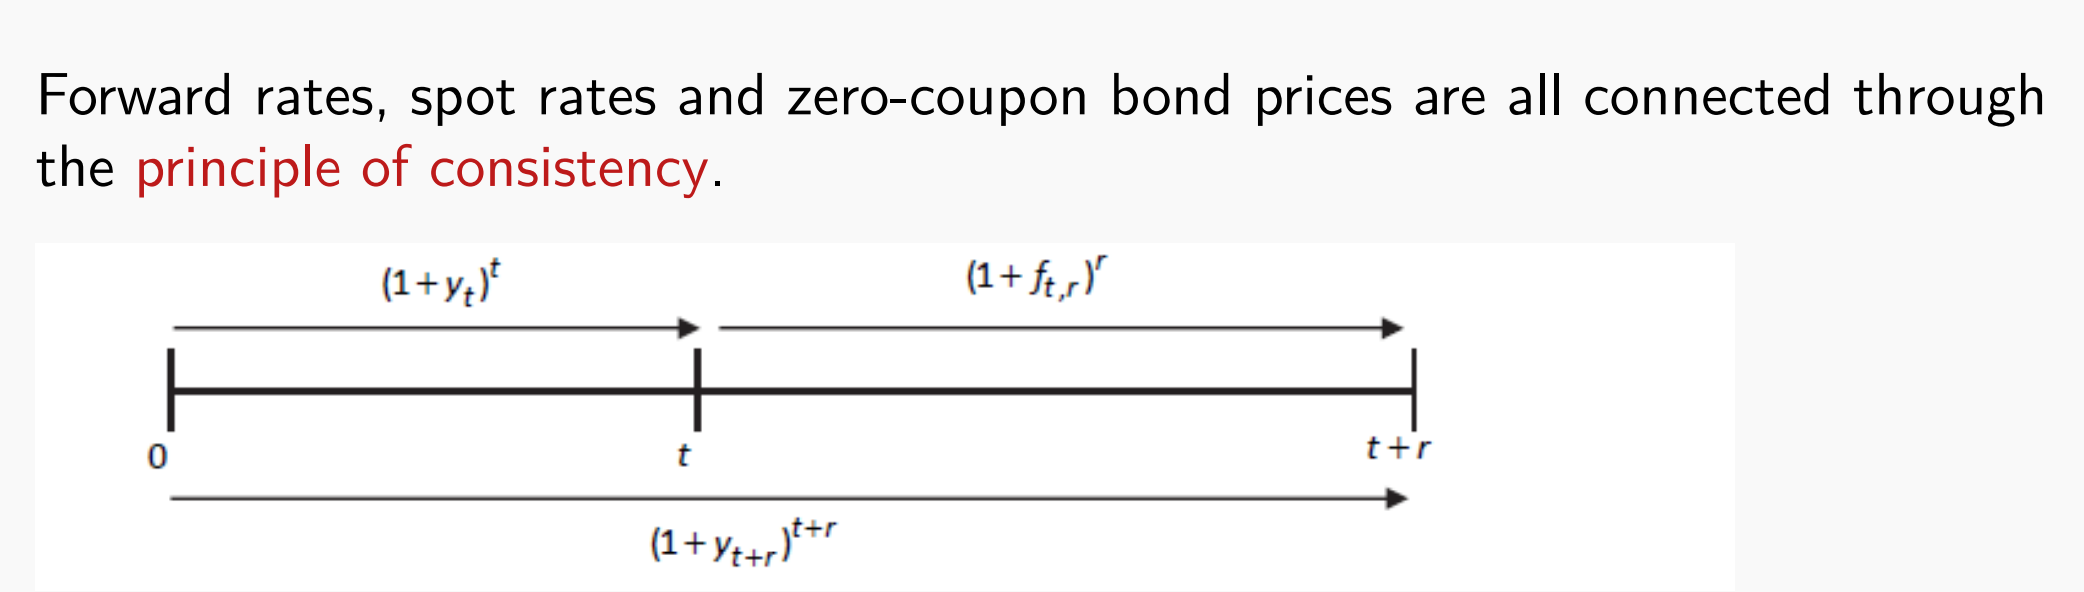 Forward rates, spot rates and zero-coupon bond prices are all connected through
the principle of consistency.
(1+y_t)^t
(1+f_{t,r})^r
0
t
t+r
(1+y_{t+r})^{t+r}